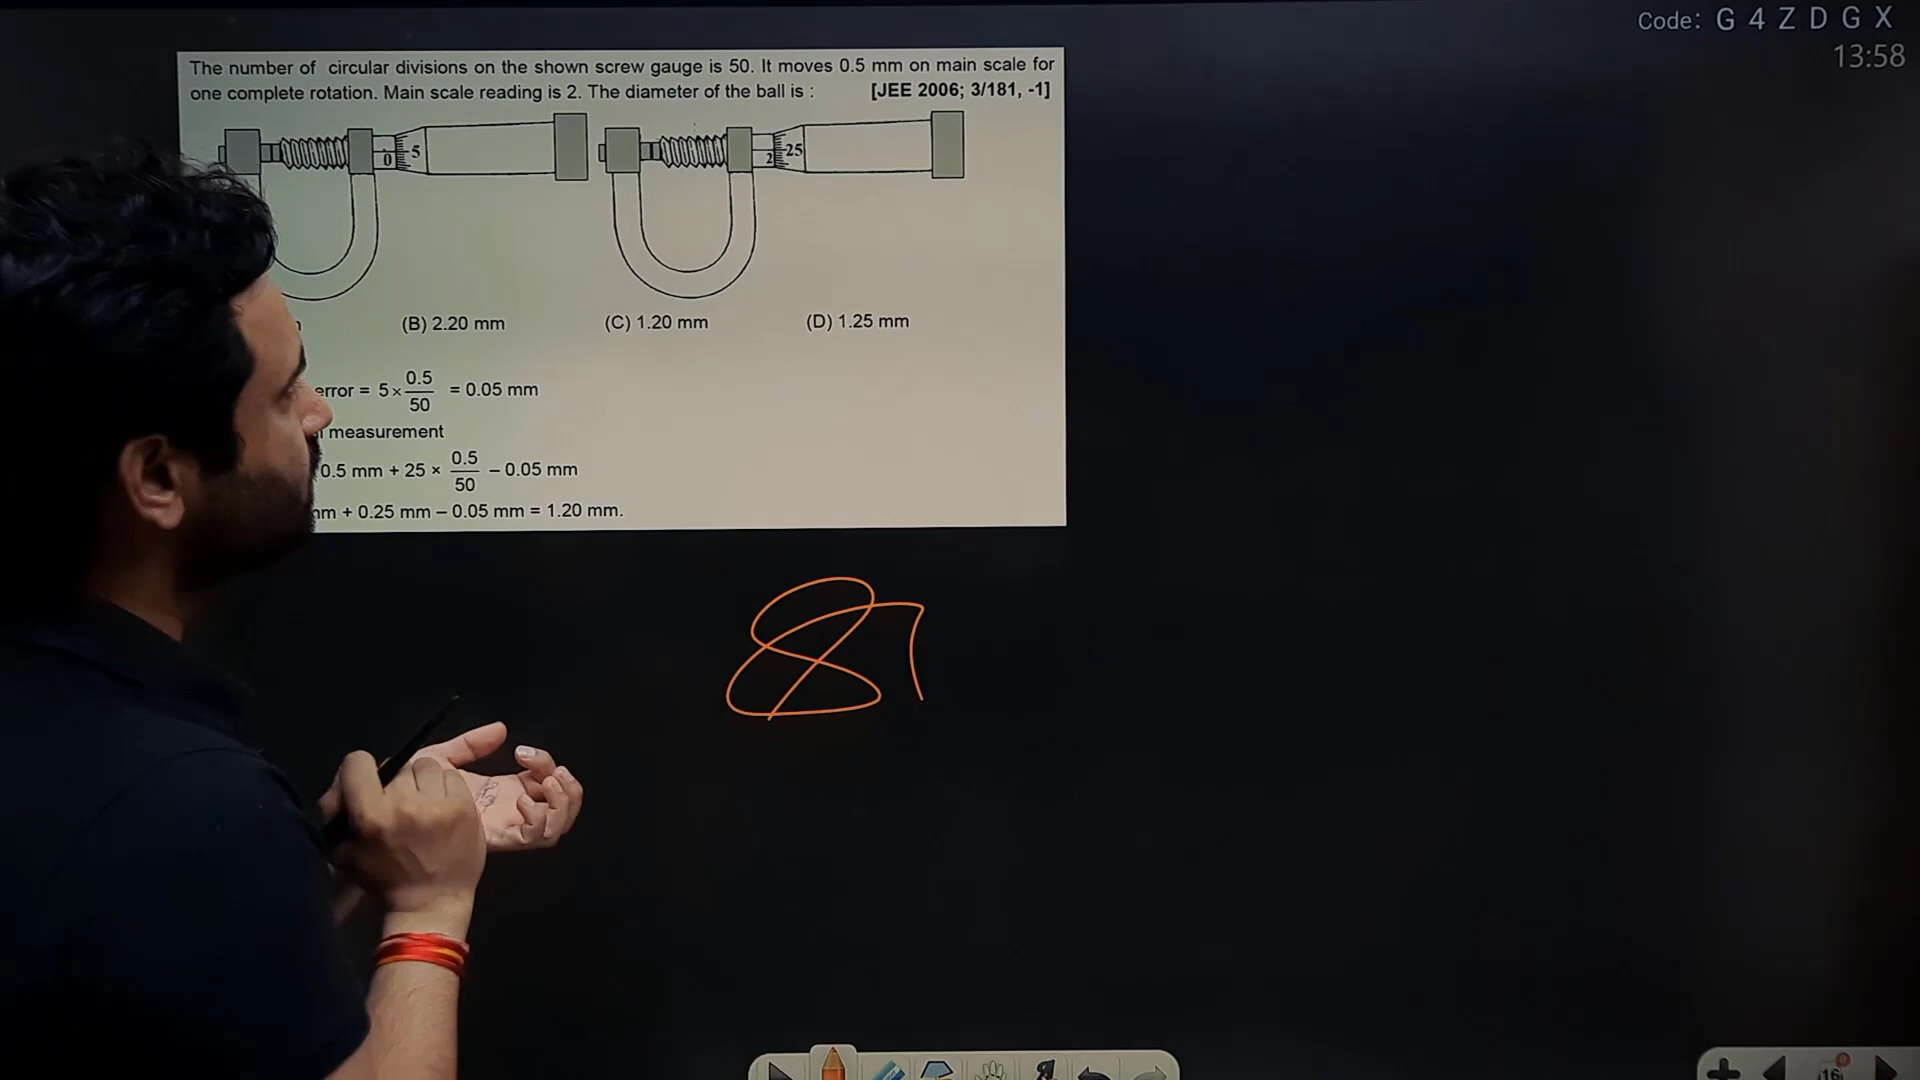 Code: G 4 Z D G X
13:58
The number of circular divisions on the shown screw gauge is 50. It moves 0.5 mm on main scale for
one complete rotation. Main scale reading is 2. The diameter of the ball is : [JEE 2006; 3/181, -1]
0 5 2 25
(B) 2.20 mm (C) 1.20 mm (D) 1.25 mm
error = 5 × 0.5/50 = 0.05 mm
measurement
0.5 mm + 25 × 0.5/50 – 0.05 mm
mm + 0.25 mm – 0.05 mm = 1.20 mm.
16